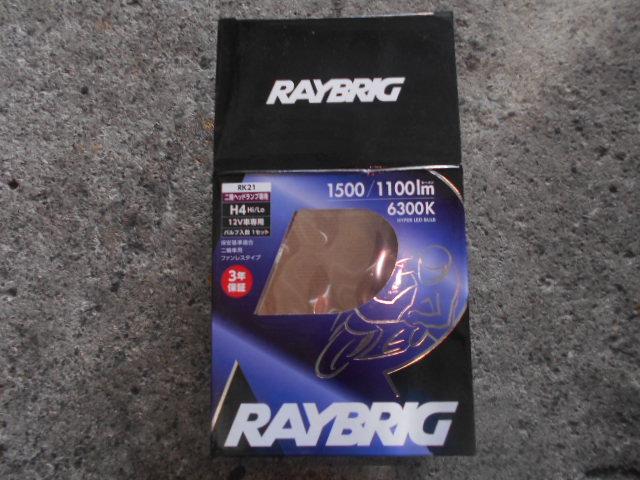 RAYBRIG
RK21
二輪ヘッドランプ専用
H4 Hi/Lo
12V車専用
バルブ入数 1セット
保安基準適合
二輪車用
ファンレスタイプ
3年
保証
1500/1100lm
6300K
HYPER LED BULB
RAYBRIG